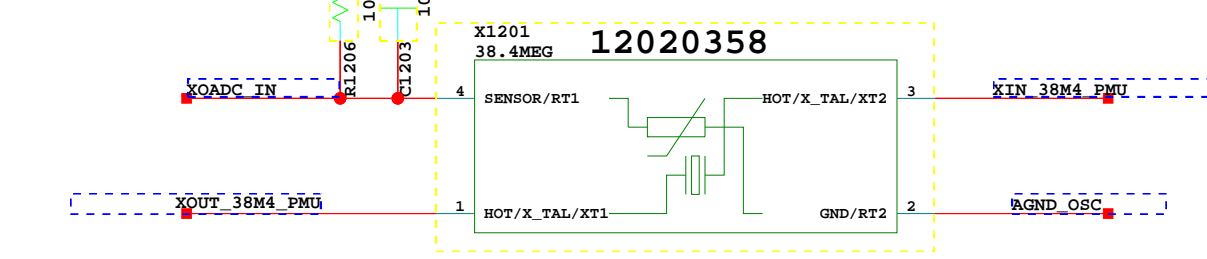 10
10
R1206
C1203
X1201
38.4MEG
12020358
XOADC_IN
4
SENSOR/RT1
HOT/X_TAL/XT2
3
XIN_38M4_PMU
XOUT_38M4_PMU
1
HOT/X_TAL/XT1
GND/RT2
2
AGND_OSC